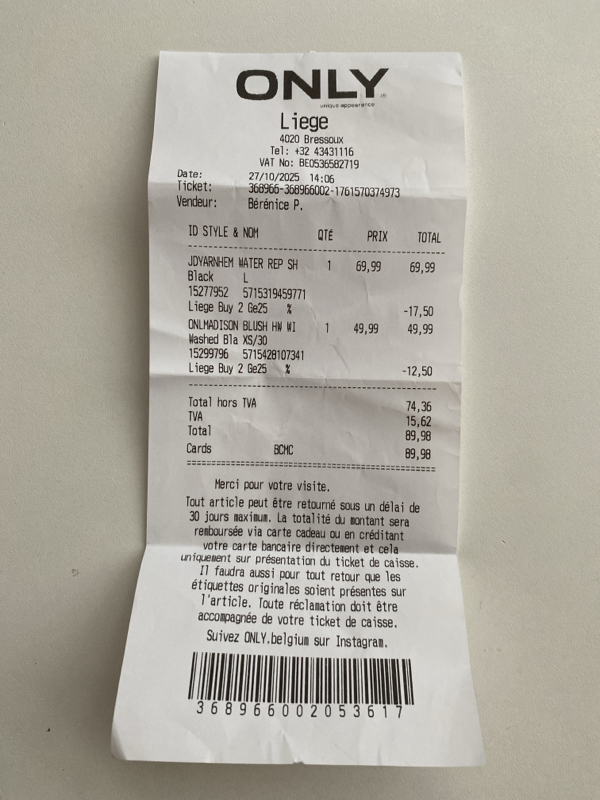 ONLY
unique appearance
Liege
4020 Bressoux
Tel: +32 43431116
VAT No: BE0536582719
Date: 27/10/2025 14:06
Ticket: 368966-368966002-1761570374973
Vendeur: Bérénice P.
ID STYLE & NOM QTÉ PRIX TOTAL
JDYARNHEM WATER REP SH 1 69,99 69,99
Black L
15277952 5715319459771
Liege Buy 2 Ge25 % -17,50
ONLMADISON BLUSH HW WI 1 49,99 49,99
Washed Bla XS/30
15299796 5715428107341
Liege Buy 2 Ge25 % -12,50
Total hors TVA 74,36
TVA 15,62
Total 89,98
Cards BCMC 89,98
Merci pour votre visite.
Tout article peut être retourné sous un délai de
30 jours maximum. La totalité du montant sera
remboursée via carte cadeau ou en créditant
votre carte bancaire directement et cela
uniquement sur présentation du ticket de caisse.
Il faudra aussi pour tout retour que les
étiquettes originales soient présentes sur
l'article. Toute réclamation doit être
accompagnée de votre ticket de caisse.
Suivez ONLY.belgium sur Instagram.
368966002053617